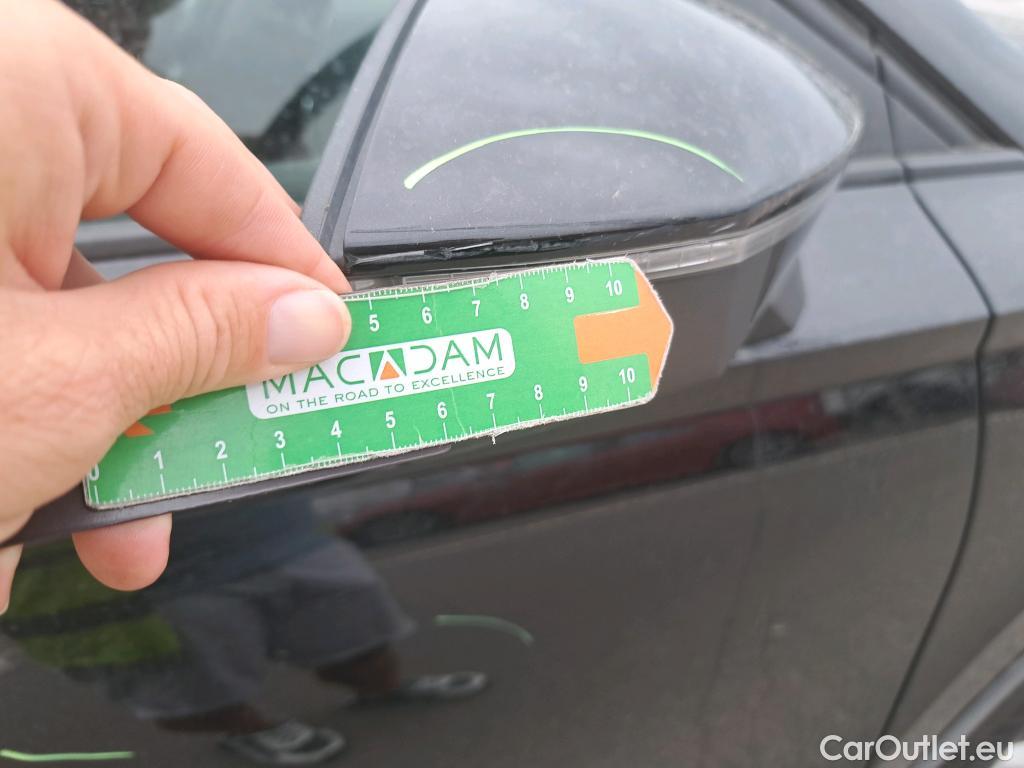 5 6 7 8 9 10
MACADAM
ON THE ROAD TO EXCELLENCE
0 1 2 3 4 5 6 7 8 9 10
CarOutlet.eu